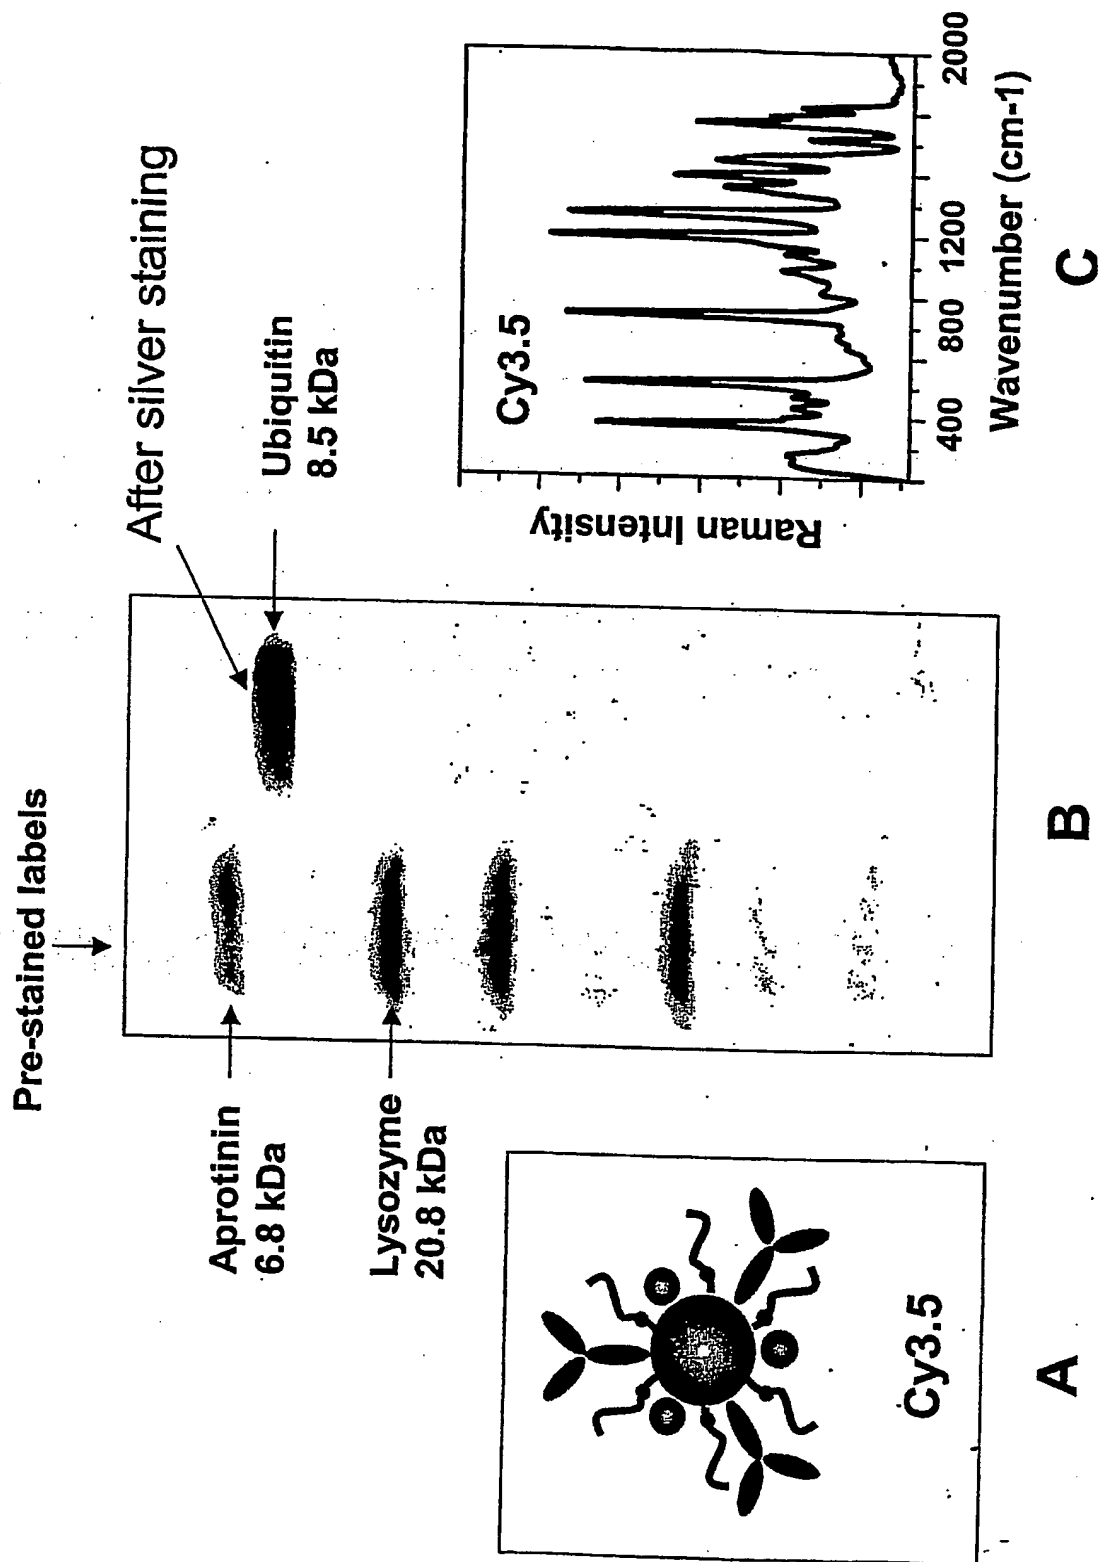 Pre-stained labels
After silver staining
Aprotinin
6.8 kDa
Lysozyme
20.8 kDa
Ubiquitin
8.5 kDa
Cy3.5
A
B
Cy3.5
Raman Intensity
400 800 1200 2000
Wavenumber (cm-1)
C